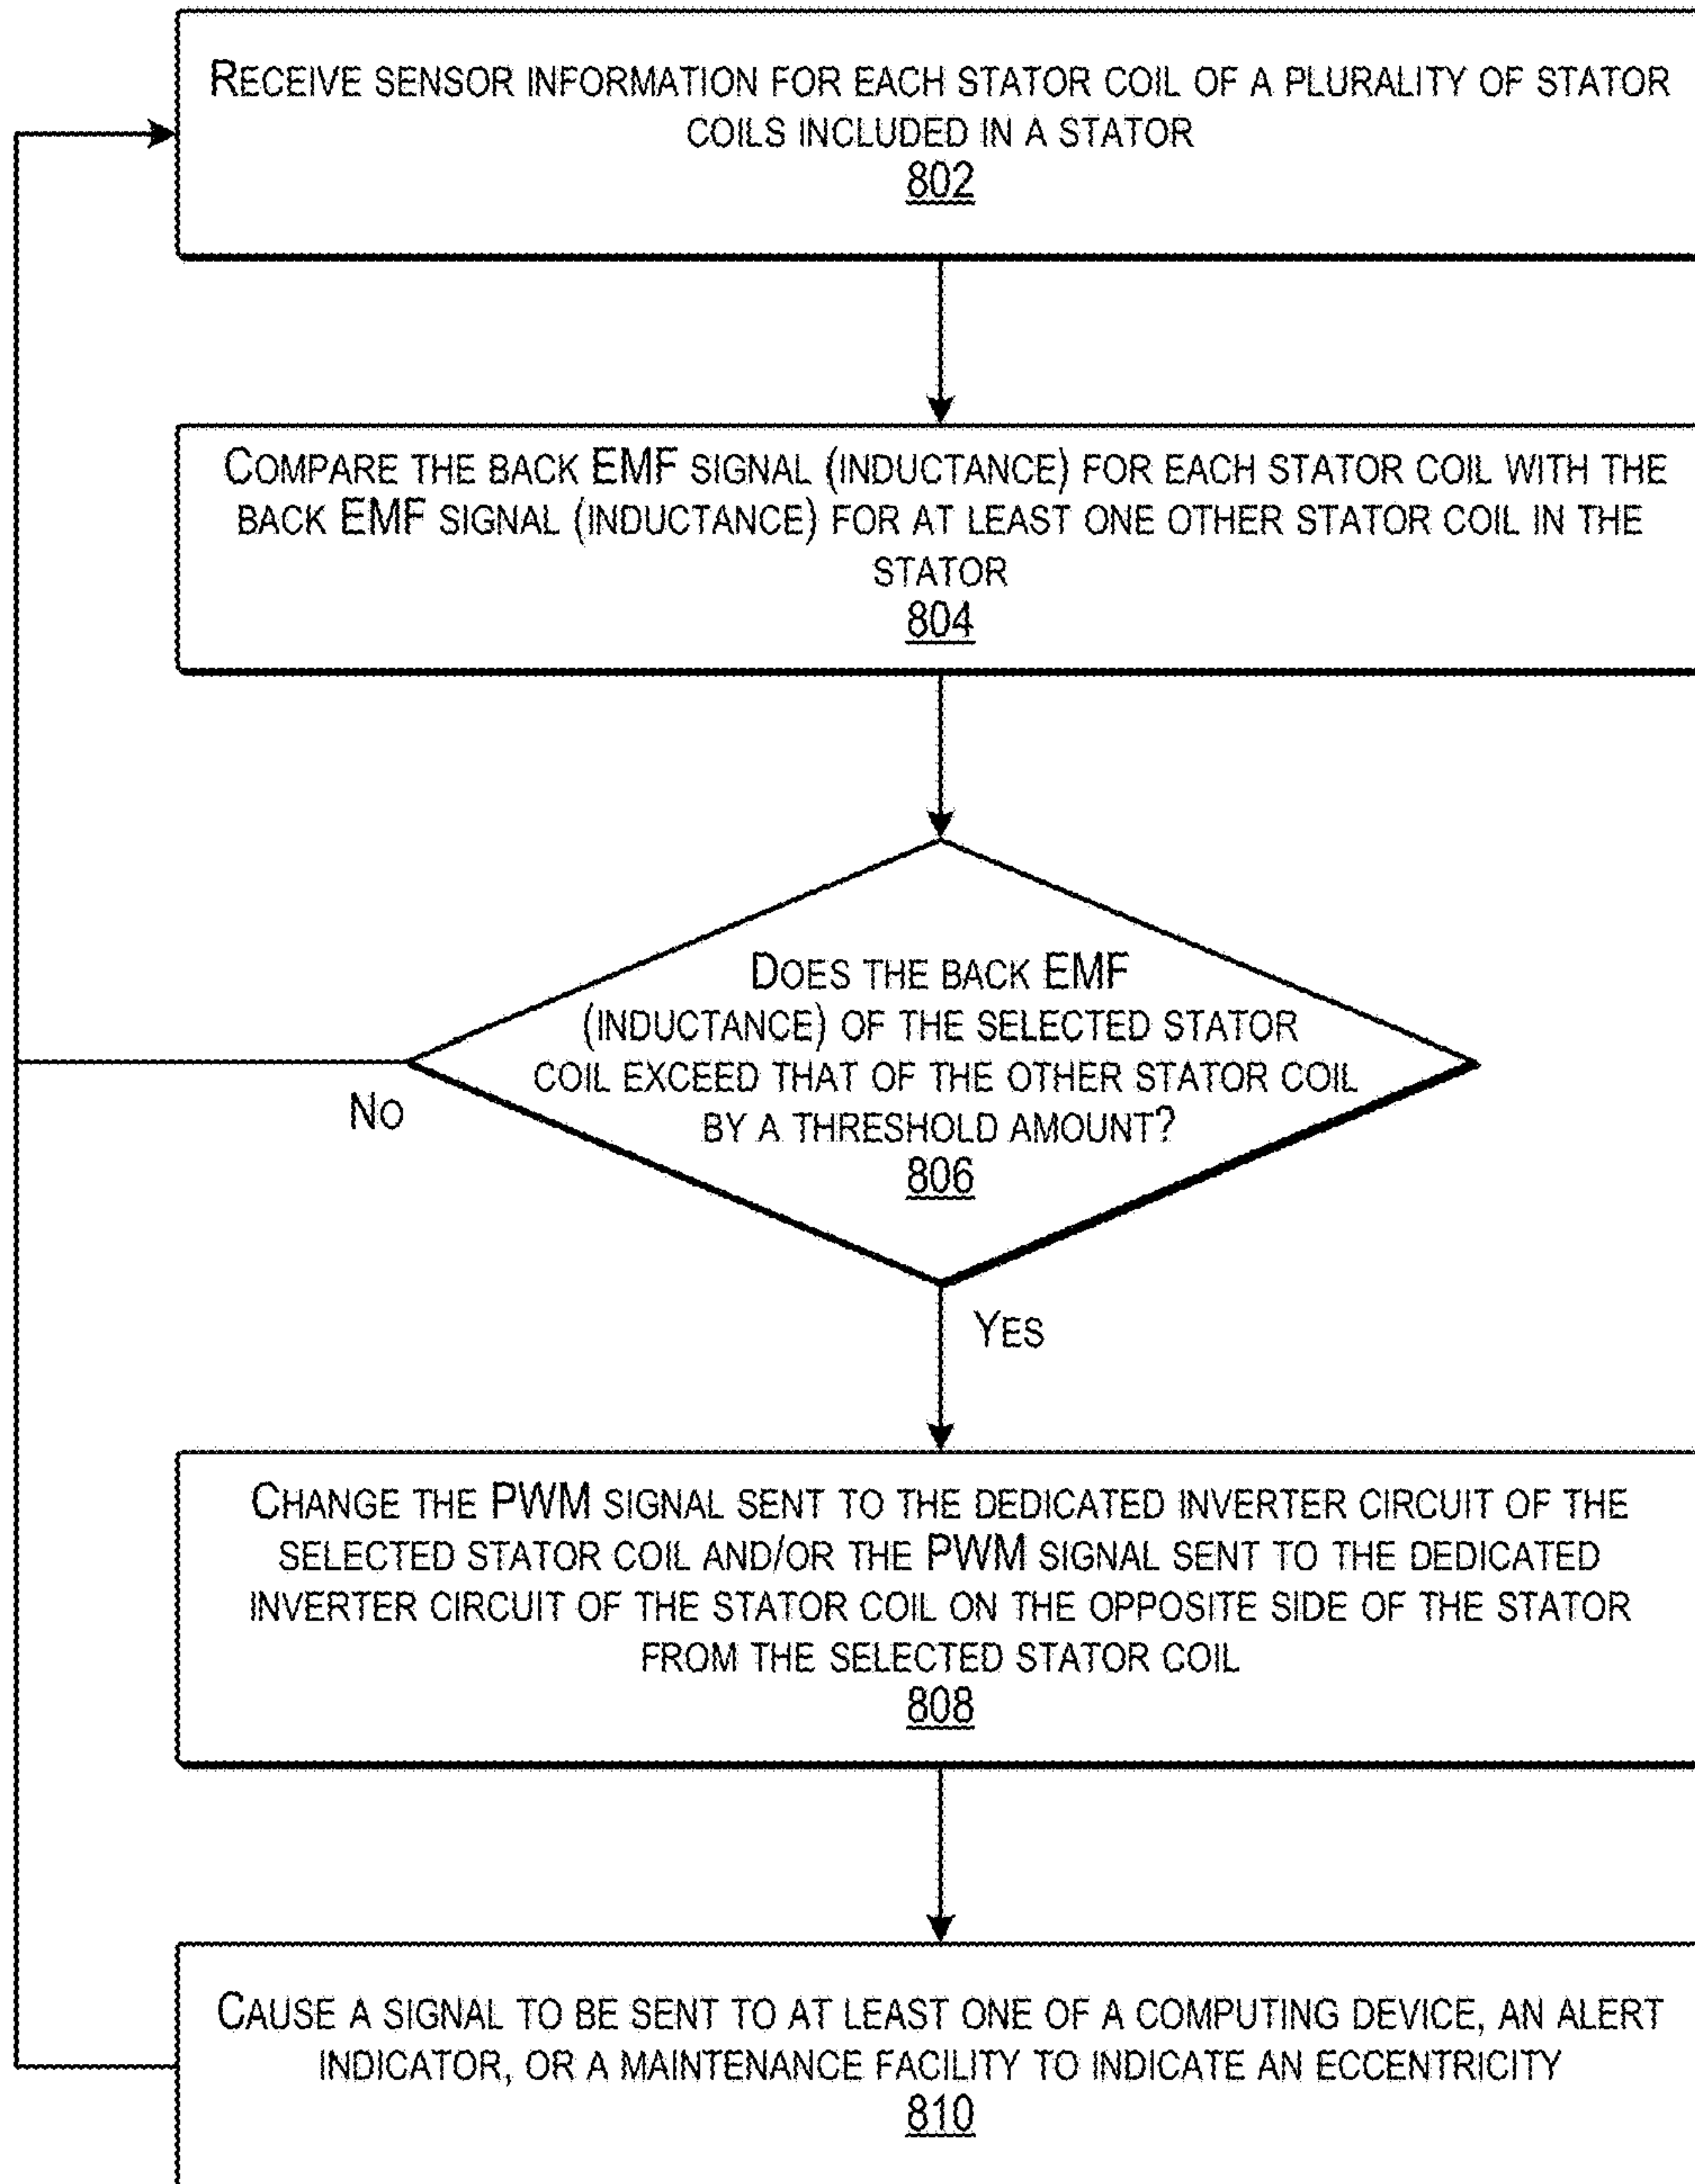 RECEIVE SENSOR INFORMATION FOR EACH STATOR COIL OF A PLURALITY OF STATOR
COILS INCLUDED IN A STATOR
802
COMPARE THE BACK EMF SIGNAL (INDUCTANCE) FOR EACH STATOR COIL WITH THE
BACK EMF SIGNAL (INDUCTANCE) FOR AT LEAST ONE OTHER STATOR COIL IN THE
STATOR
804
DOES THE BACK EMF
(INDUCTANCE) OF THE SELECTED STATOR
COIL EXCEED THAT OF THE OTHER STATOR COIL
BY A THRESHOLD AMOUNT?
806
NO
YES
CHANGE THE PWM SIGNAL SENT TO THE DEDICATED INVERTER CIRCUIT OF THE
SELECTED STATOR COIL AND/OR THE PWM SIGNAL SENT TO THE DEDICATED
INVERTER CIRCUIT OF THE STATOR COIL ON THE OPPOSITE SIDE OF THE STATOR
FROM THE SELECTED STATOR COIL
808
CAUSE A SIGNAL TO BE SENT TO AT LEAST ONE OF A COMPUTING DEVICE, AN ALERT
INDICATOR, OR A MAINTENANCE FACILITY TO INDICATE AN ECCENTRICITY
810